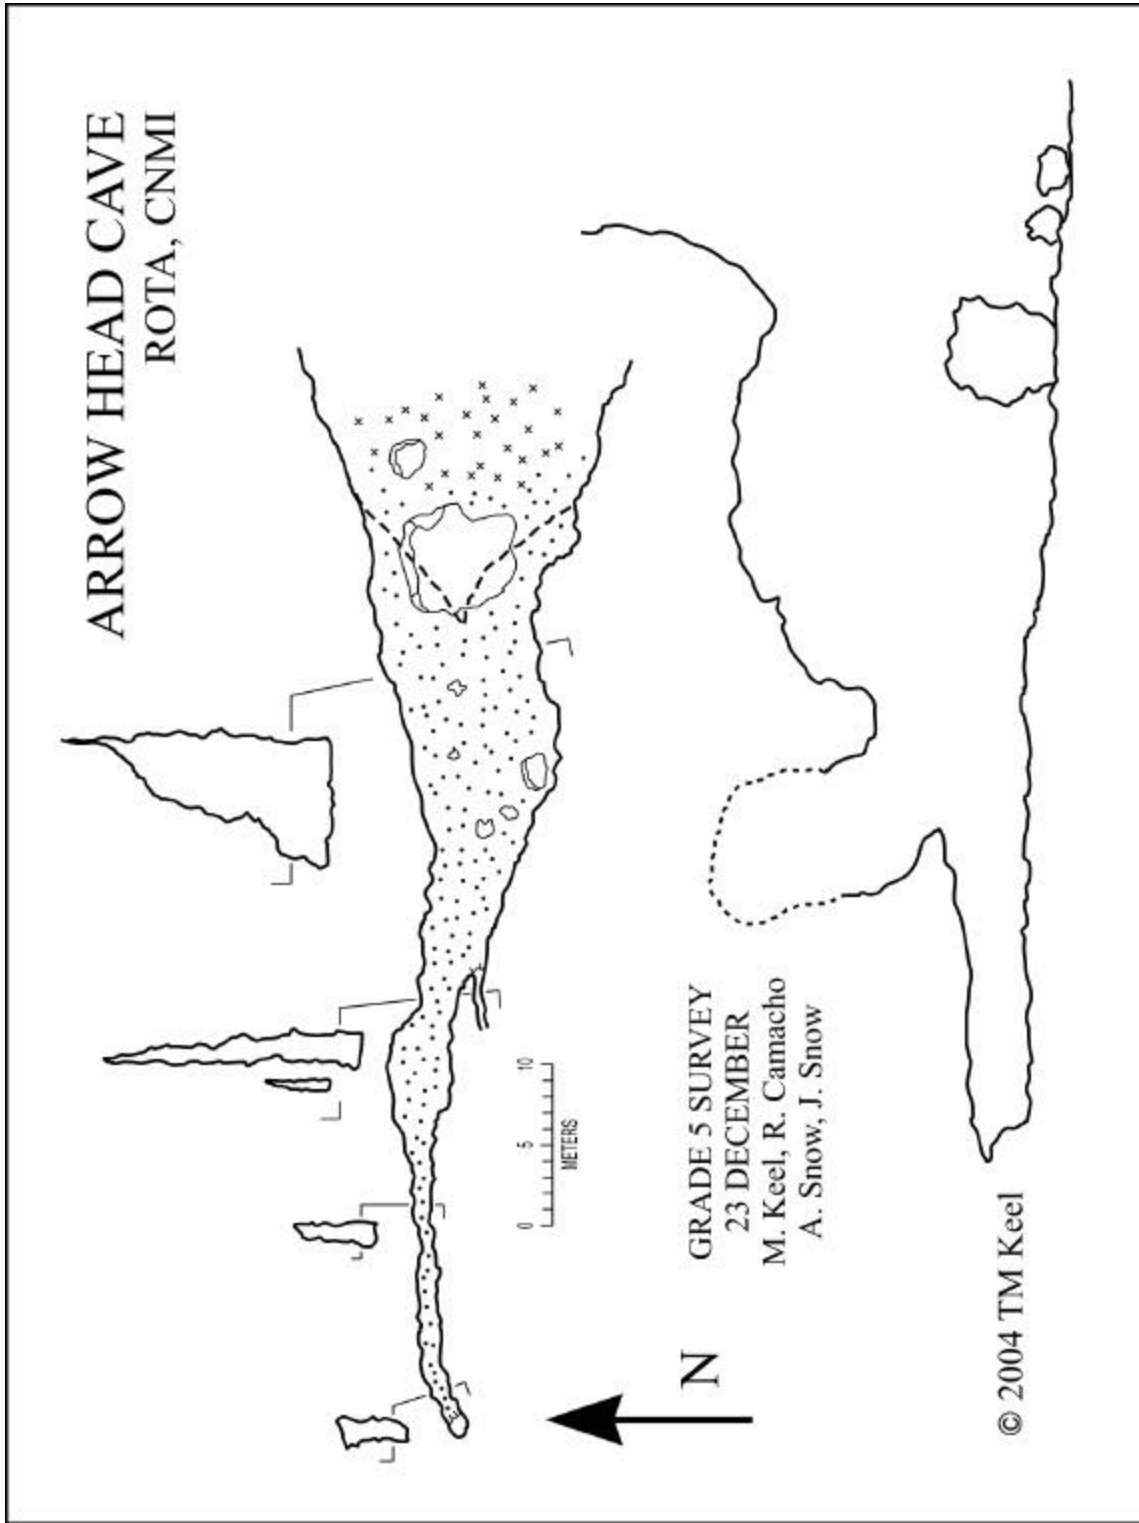 ARROW HEAD CAVE
ROTA, CNMI
0 5 10
METERS
GRADE 5 SURVEY
23 DECEMBER
M. Keel, R. Camacho
A. Snow, J. Snow
N
© 2004 TM Keel